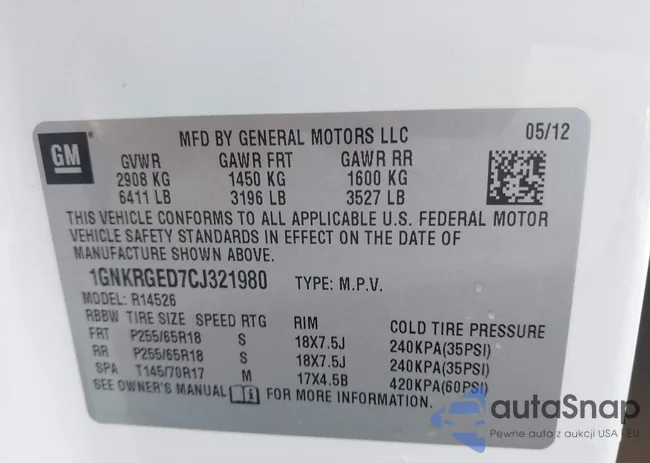 MFD BY GENERAL MOTORS LLC 05/12
GM
GVWR GAWR FRT GAWR RR
2908 KG 1450 KG 1600 KG
6411 LB 3196 LB 3527 LB
THIS VEHICLE CONFORMS TO ALL APPLICABLE U.S. FEDERAL MOTOR
VEHICLE SAFETY STANDARDS IN EFFECT ON THE DATE OF
MANUFACTURE SHOWN ABOVE.
1GNKRGED7CJ321980 TYPE: M.P.V.
MODEL: R14526
RBBW TIRE SIZE SPEED RTG RIM COLD TIRE PRESSURE
FRT P255/65R18 S 18X7.5J 240KPA(35PSI)
RR P255/65R18 S 18X7.5J 240KPA(35PSI)
SPA T145/70R17 M 17X4.5B 420KPA(60PSI)
SEE OWNER'S MANUAL FOR MORE INFORMATION.
autaSnap
Pewne auta z aukcji USA i EU